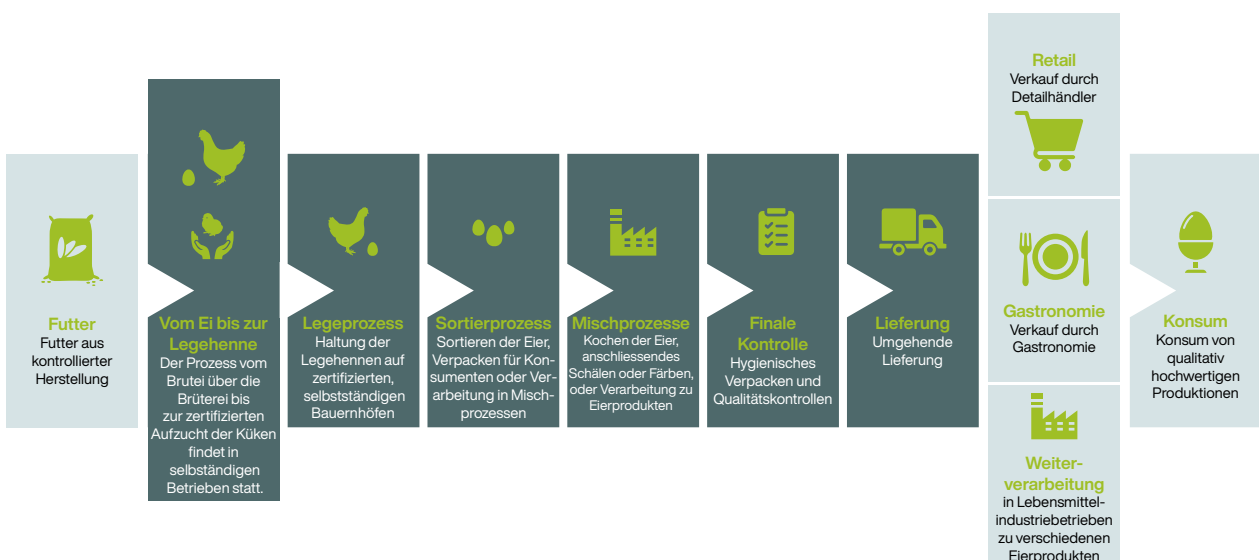 Futter
Futter aus
kontrollierter
Herstellung
Vom Ei bis zur
Legehenne
Der Prozess vom
Brutei über die
Brüterei bis
zur zertifizierten
Aufzucht der Küken
findet in
selbständigen
Betrieben statt.
Legeprozess
Haltung der
Legehennen auf
zertifizierten,
selbstständigen
Bauernhöfen
Sortierprozess
Sortieren der Eier,
Verpacken für Kon-
sumenten oder Ver-
arbeitung in Misch-
prozessen
Mischprozesse
Kochen der Eier,
anschliessendes
Schälen oder Färben,
oder Verarbeitung zu
Eierprodukten
Finale
Kontrolle
Hygienisches
Verpacken und
Qualitätskontrollen
Lieferung
Umgehende
Lieferung
Retail
Verkauf durch
Detailhändler
Gastronomie
Verkauf durch
Gastronomie
Weiter-
verarbeitung
in Lebensmittel-
industriebetrieben
zu verschiedenen
Eierprodukten
Konsum
Konsum von
qualitativ
hochwertigen
Produktionen